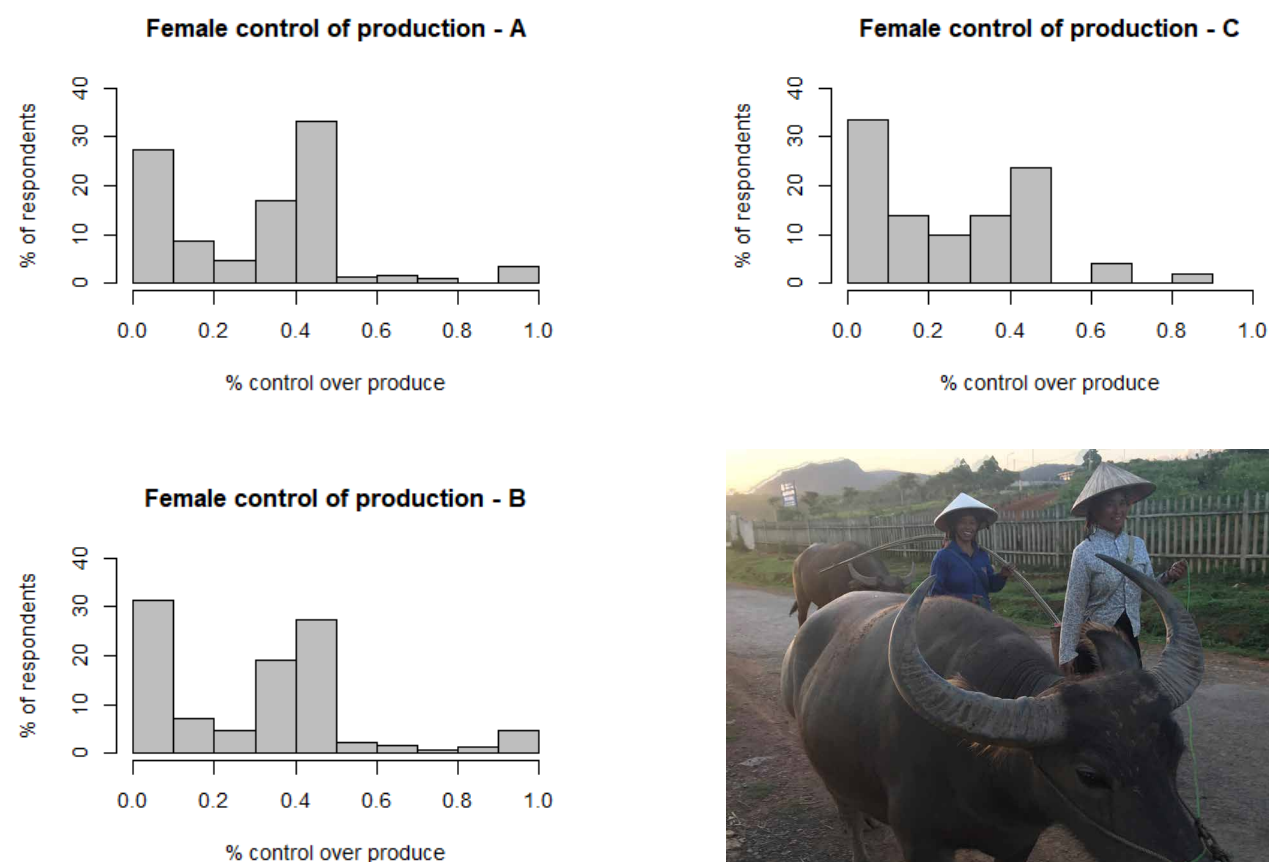 Female control of production - A
% of respondents
40
30
20
10
0
0.0 0.2 0.4 0.6 0.8 1.0
% control over produce
Female control of production - C
% of respondents
40
30
20
10
0
0.0 0.2 0.4 0.6 0.8 1.0
% control over produce
Female control of production - B
% of respondents
40
30
20
10
0
0.0 0.2 0.4 0.6 0.8 1.0
% control over produce